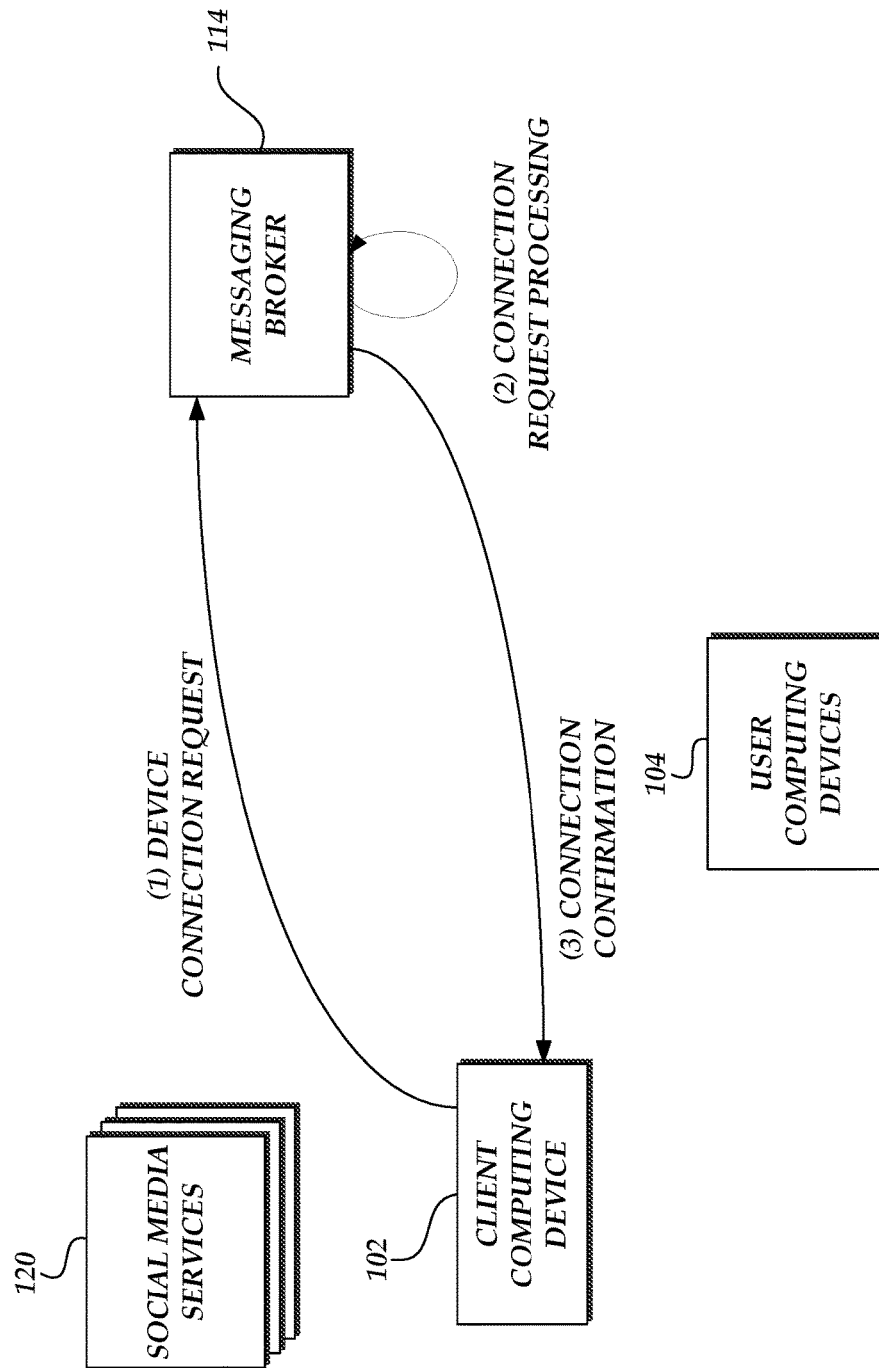 120
SOCIAL MEDIA
SERVICES
(1) DEVICE
CONNECTION REQUEST
114
MESSAGING
BROKER
102
CLIENT
COMPUTING
DEVICE
(2) CONNECTION
REQUEST PROCESSING
(3) CONNECTION
CONFIRMATION
104
USER
COMPUTING
DEVICES